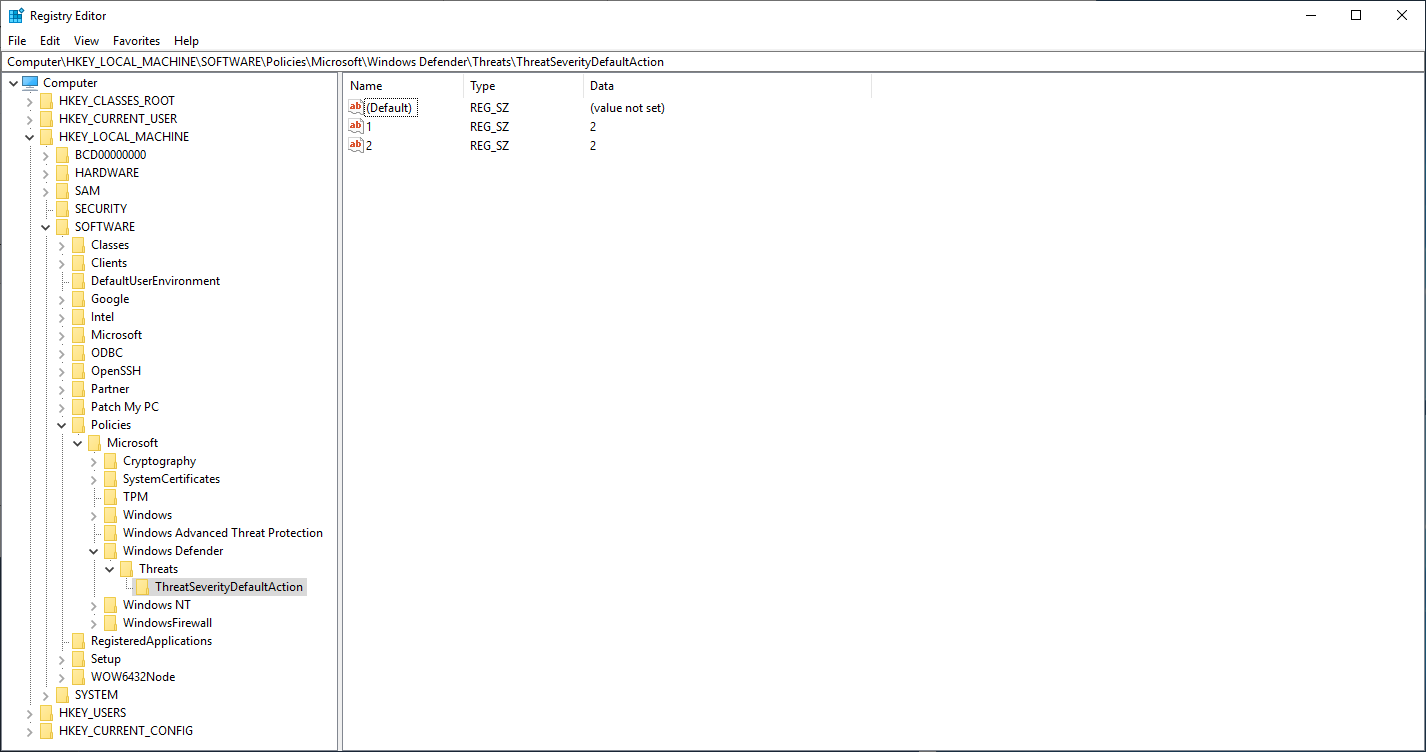 Registry Editor
File Edit View Favorites Help
Computer\HKEY_LOCAL_MACHINE\SOFTWARE\Policies\Microsoft\Windows Defender\Threats\ThreatSeverityDefaultAction
Computer
HKEY_CLASSES_ROOT
HKEY_CURRENT_USER
HKEY_LOCAL_MACHINE
BCD00000000
HARDWARE
SAM
SECURITY
SOFTWARE
Classes
Clients
DefaultUserEnvironment
Google
Intel
Microsoft
ODBC
OpenSSH
Partner
Patch My PC
Policies
Microsoft
Cryptography
SystemCertificates
TPM
Windows
Windows Advanced Threat Protection
Windows Defender
Threats
ThreatSeverityDefaultAction
Windows NT
WindowsFirewall
RegisteredApplications
Setup
WOW6432Node
SYSTEM
HKEY_USERS
HKEY_CURRENT_CONFIG
Name Type Data
ab (Default) REG_SZ (value not set)
ab 1 REG_SZ 2
ab 2 REG_SZ 2